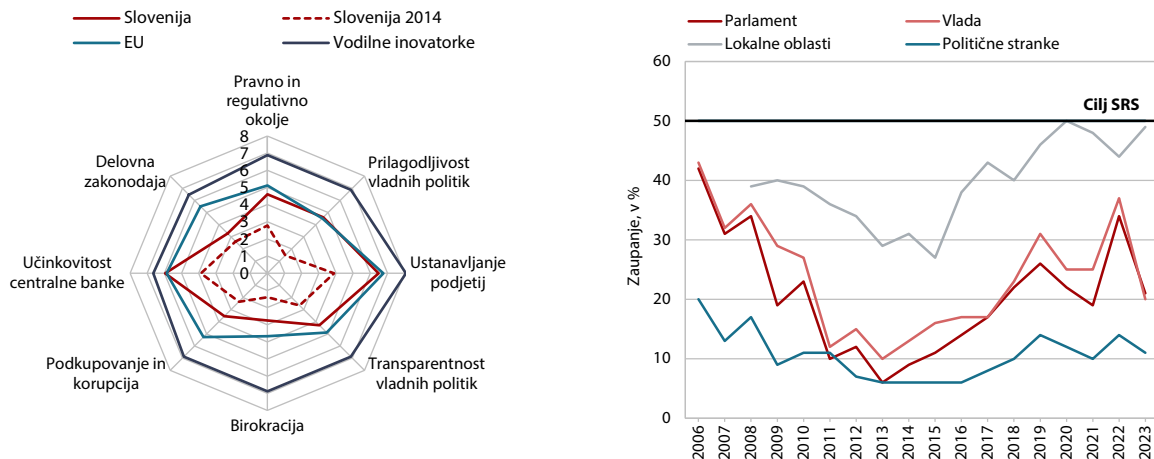 Slovenija
Slovenija 2014
EU
Vodilne inovatorke
Pravno in
regulativno
okolje
Prilagodljivost
vladnih politik
Ustanavljanje
podjetij
Transparentnost
vladnih politik
Birokracija
Podkupovanje in
korupcija
Učinkovitost
centralne banke
Delovna
zakonodaja
8
7
6
5
4
3
2
1
0
Parlament
Vlada
Lokalne oblasti
Politične stranke
Zaupanje, v %
60
50
40
30
20
10
0
Cilj SRS
2006
2007
2008
2009
2010
2011
2012
2013
2014
2015
2016
2017
2018
2019
2020
2021
2022
2023